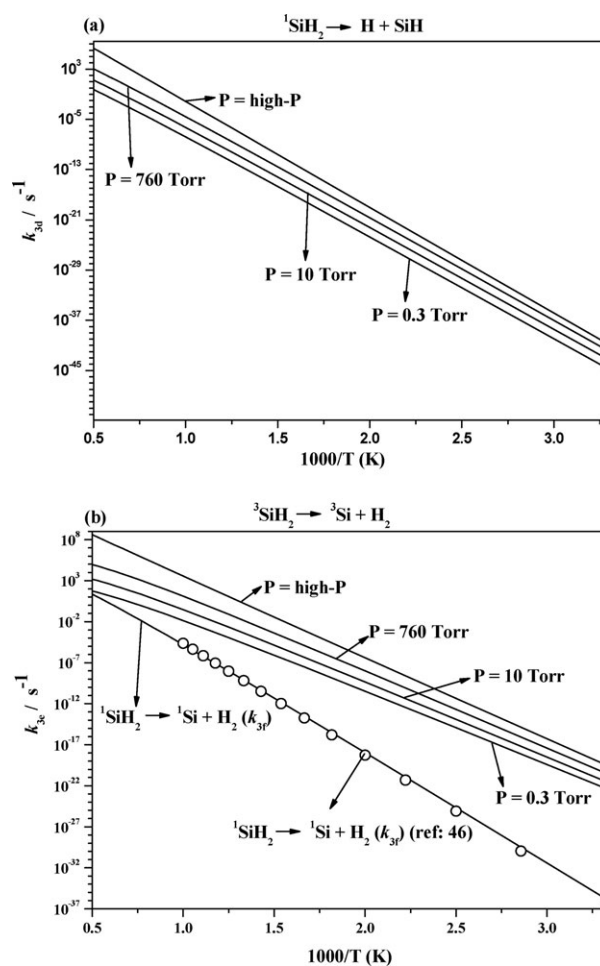 (a)
¹SiH₂ → H + SiH
10³
10⁻⁵
10⁻¹³
10⁻²¹
10⁻²⁹
10⁻³⁷
10⁻⁴⁵
k₃d / s⁻¹
P = high-P
P = 760 Torr
P = 10 Torr
P = 0.3 Torr
0.5 1.0 1.5 2.0 2.5 3.0
1000/T (K)
(b)
³SiH₂ → ³Si + H₂
10⁸
10³
10⁻²
10⁻⁷
10⁻¹²
10⁻¹⁷
10⁻²²
10⁻²⁷
10⁻³²
10⁻³⁷
k₃e / s⁻¹
P = high-P
P = 760 Torr
P = 10 Torr
P = 0.3 Torr
¹SiH₂ → ¹Si + H₂ (k₃f)
¹SiH₂ → ¹Si + H₂ (k₃f) (ref: 46)
0.5 1.0 1.5 2.0 2.5 3.0
1000/T (K)